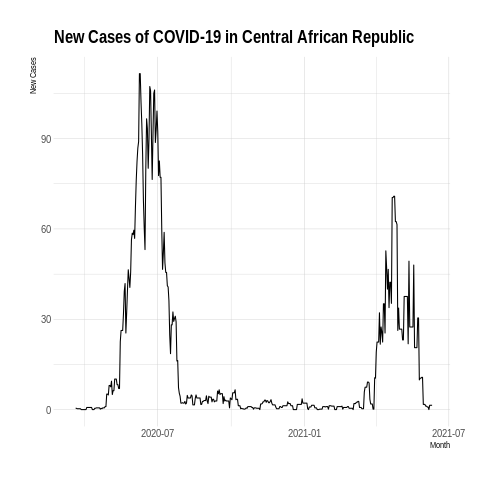 New Cases of COVID-19 in Central African Republic
New Cases
90
60
30
0
2020-07
2021-01
2021-07
Month